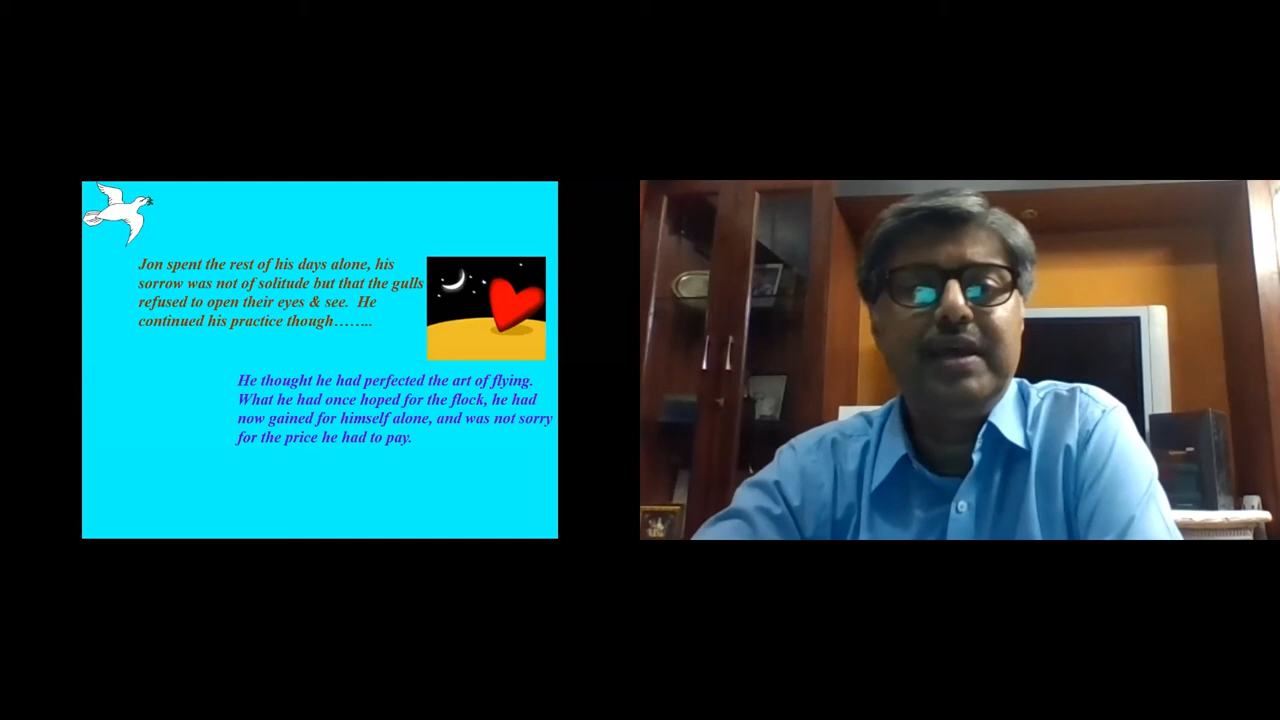 Jon spent the rest of his days alone, his
sorrow was not of solitude but that the gulls
refused to open their eyes & see.  He
continued his practice though……..
He thought he had perfected the art of flying.
What he had once hoped for the flock, he had
now gained for himself alone, and was not sorry
for the price he had to pay.